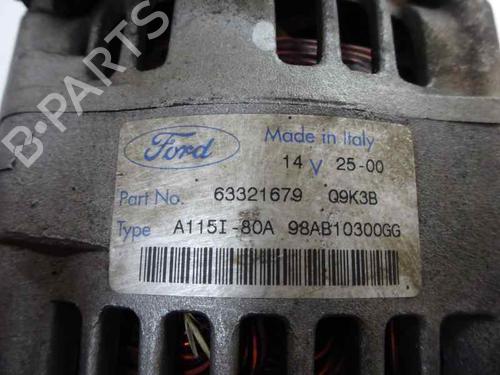 B-PARTS
Ford
Made in Italy
14 V 25-00
Part No. 63321679 Q9K3B
Type A115I-80A 98AB10300GG